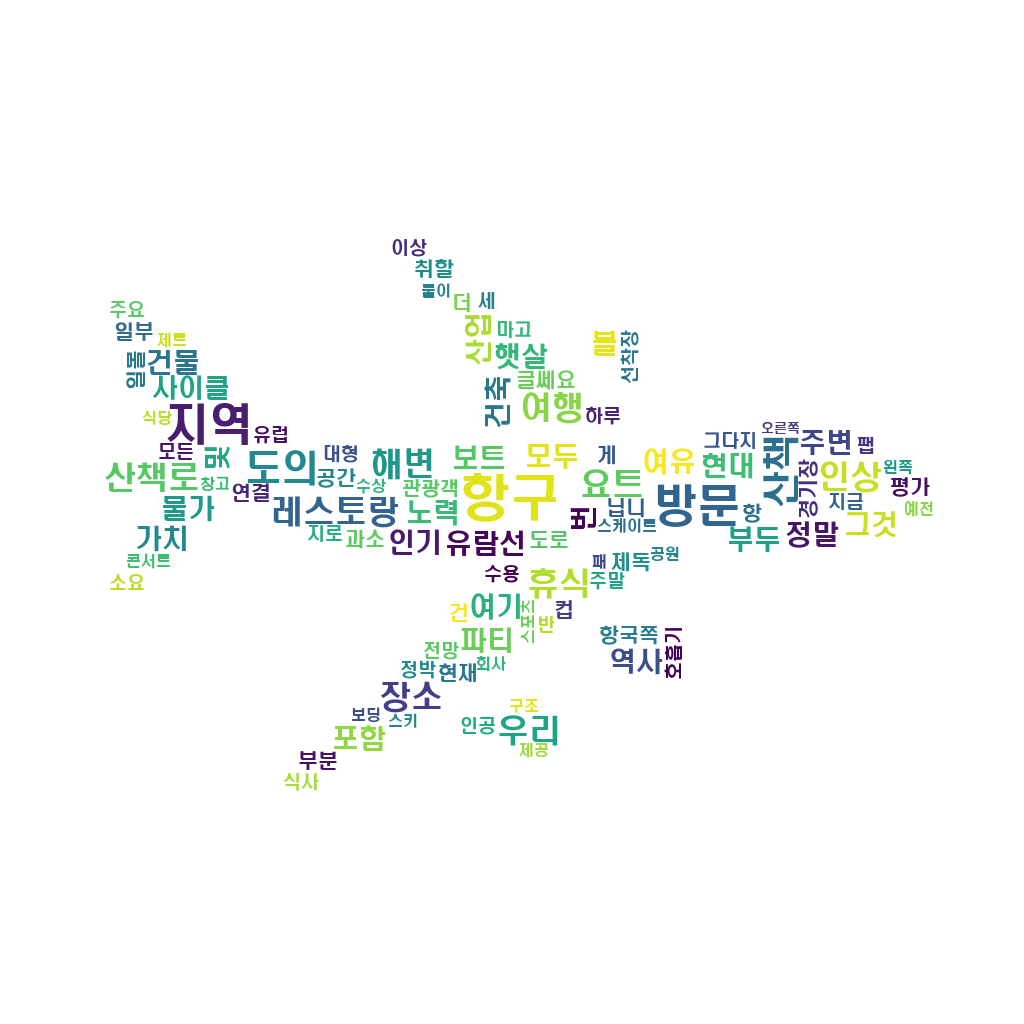 이상
취할
둘이
더
세
주요
산업
마고
일부
제트
블
선착장
햇살
일몰
건물
글쎄요
사이클
건축
여행
지역
식당
하루
유럽
오른쪽
모든
및
대형
해변
보트
모두
게
여유
그다지
산책
주변
팹
산책로
창고
도의
공간
수상
관광객
항구
요트
현대
경기장
인상
왼쪽
연결
평가
물가
레스토랑
노력
번
닙니
방문
항
지금
예전
스케이트
가치
지로
과소
인기
유람선
도로
부두
정말
그것
콘서트
수용
패
제독
공원
소요
휴식
주말
건
여기
스포츠
컵
반
전망
파티
항국쪽
호흡기
정박
현재
회사
역사
장소
보딩
스키
구조
포함
인공
우리
제공
부분
식사